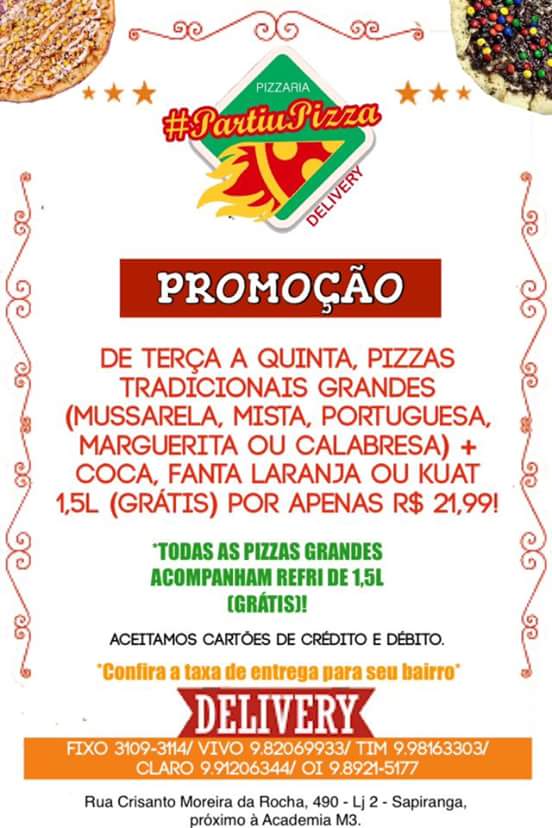 PIZZARIA
#PartiuPizza
DELIVERY
PROMOÇÃO
DE TERÇA A QUINTA, PIZZAS
TRADICIONAIS GRANDES
(MUSSARELA, MISTA, PORTUGUESA,
MARGUERITA OU CALABRESA) +
COCA, FANTA LARANJA OU KUAT
1,5L (GRÁTIS) POR APENAS R$ 21,99!
*TODAS AS PIZZAS GRANDES
ACOMPANHAM REFRI DE 1,5L
(GRÁTIS)!
ACEITAMOS CARTÕES DE CRÉDITO E DÉBITO.
*Confira a taxa de entrega para seu bairro*
DELIVERY
FIXO 3109-3114/ VIVO 9.82069933/ TIM 9.98163303/
CLARO 9.91206344/ OI 9.8921-5177
Rua Crisanto Moreira da Rocha, 490 - Lj 2 - Sapiranga,
próximo à Academia M3.